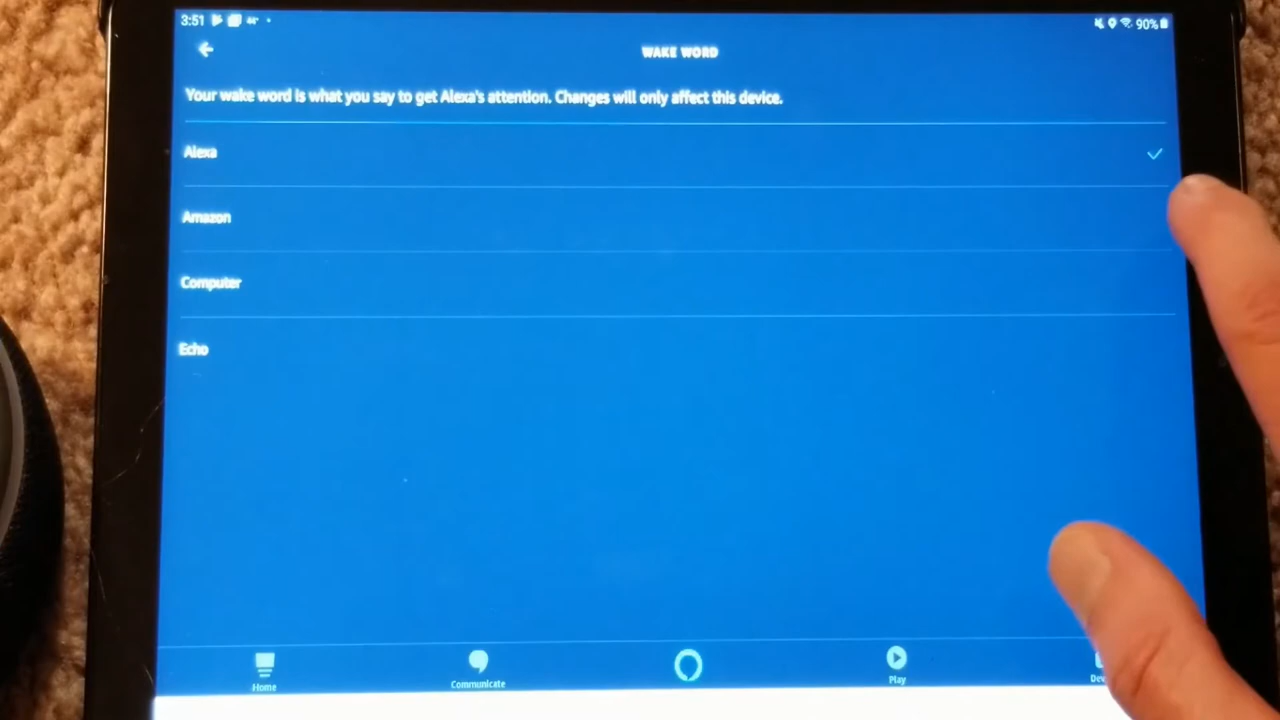 3:51
90%
WAKE WORD
Your wake word is what you say to get Alexa's attention. Changes will only affect this device.
Alexa
Amazon
Computer
Echo
Home
Communicate
Play